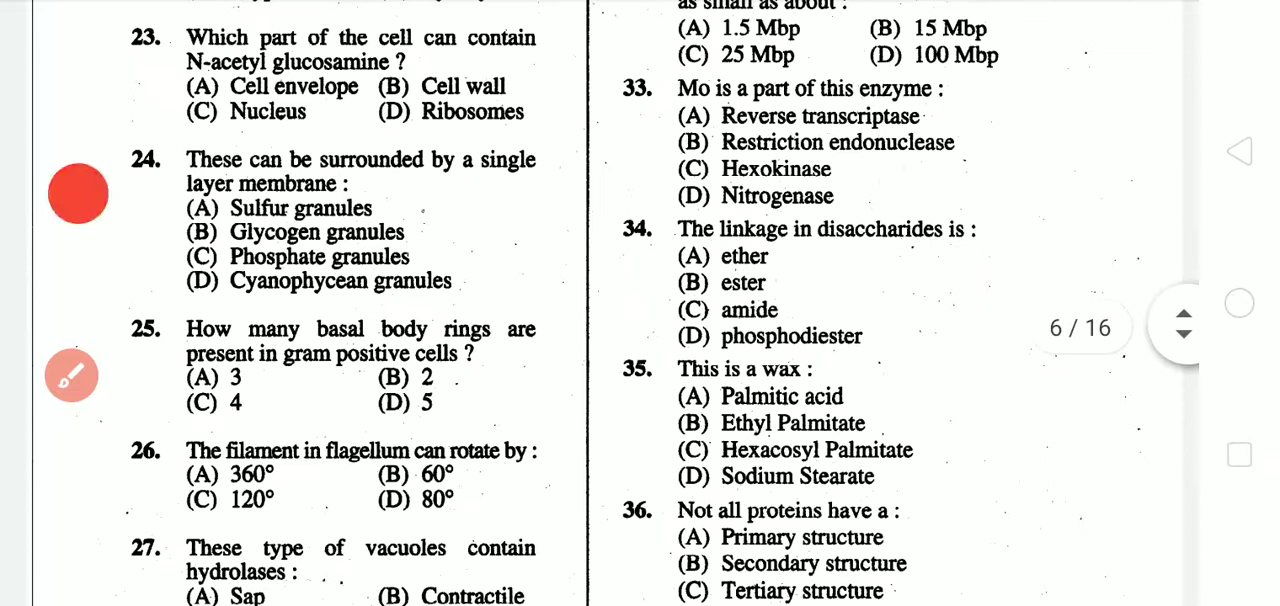 23. Which part of the cell can contain
N-acetyl glucosamine ?
(A) Cell envelope (B) Cell wall
(C) Nucleus (D) Ribosomes
24. These can be surrounded by a single
layer membrane :
(A) Sulfur granules
(B) Glycogen granules
(C) Phosphate granules
(D) Cyanophycean granules
25. How many basal body rings are
present in gram positive cells ?
(A) 3 (B) 2
(C) 4 (D) 5
26. The filament in flagellum can rotate by :
(A) 360° (B) 60°
(C) 120° (D) 80°
27. These type of vacuoles contain
hydrolases :
(A) Sap (B) Contractile
as small as about :
(A) 1.5 Mbp (B) 15 Mbp
(C) 25 Mbp (D) 100 Mbp
33. Mo is a part of this enzyme :
(A) Reverse transcriptase
(B) Restriction endonuclease
(C) Hexokinase
(D) Nitrogenase
34. The linkage in disaccharides is :
(A) ether
(B) ester
(C) amide
(D) phosphodiester
35. This is a wax :
(A) Palmitic acid
(B) Ethyl Palmitate
(C) Hexacosyl Palmitate
(D) Sodium Stearate
36. Not all proteins have a :
(A) Primary structure
(B) Secondary structure
(C) Tertiary structure
6 / 16